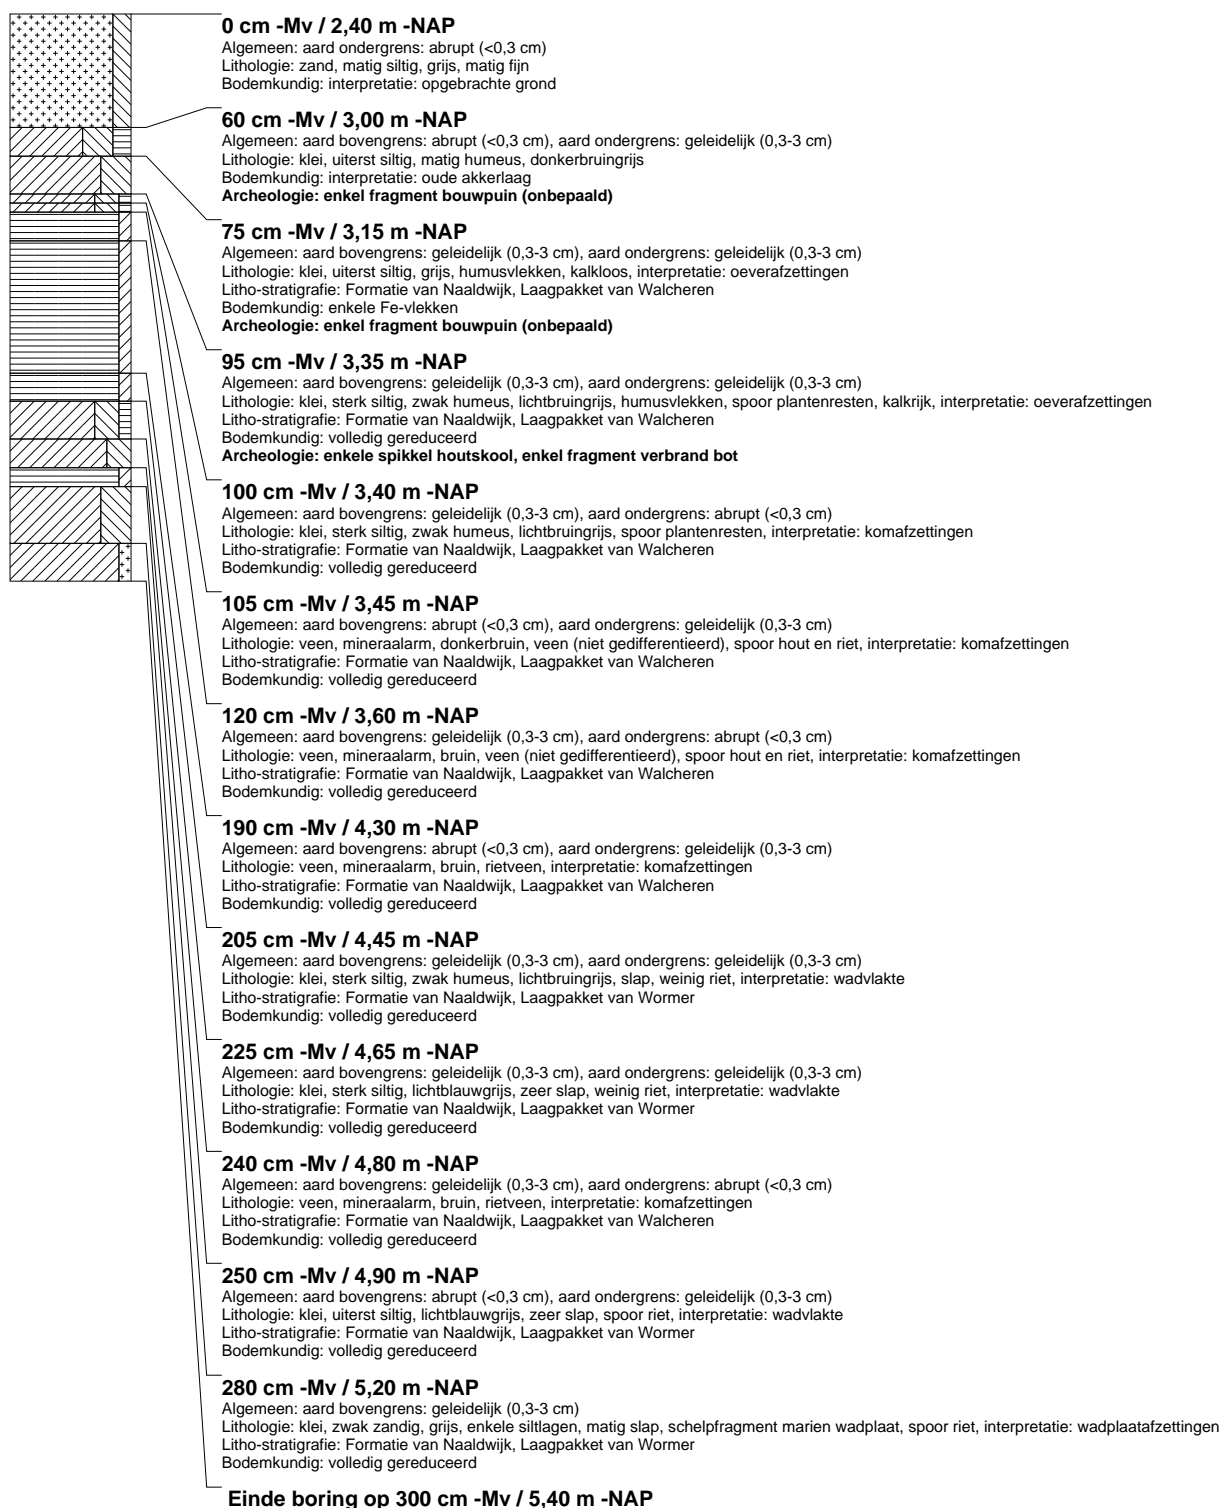 0 cm -Mv / 2,40 m -NAP
Algemeen: aard ondergrens: abrupt (<0,3 cm)
Lithologie: zand, matig siltig, grijs, matig fijn
Bodemkundig: interpretatie: opgebrachte grond
60 cm -Mv / 3,00 m -NAP
Algemeen: aard bovengrens: abrupt (<0,3 cm), aard ondergrens: geleidelijk (0,3-3 cm)
Lithologie: klei, uiterst siltig, matig humeus, donkerbruingrijs
Bodemkundig: interpretatie: oude akkerlaag
Archeologie: enkel fragment bouwpuin (onbepaald)
75 cm -Mv / 3,15 m -NAP
Algemeen: aard bovengrens: geleidelijk (0,3-3 cm), aard ondergrens: geleidelijk (0,3-3 cm)
Lithologie: klei, uiterst siltig, grijs, humusvlekken, kalkloos, interpretatie: oeverafzettingen
Litho-stratigrafie: Formatie van Naaldwijk, Laagpakket van Walcheren
Bodemkundig: enkele Fe-vlekken
Archeologie: enkel fragment bouwpuin (onbepaald)
95 cm -Mv / 3,35 m -NAP
Algemeen: aard bovengrens: geleidelijk (0,3-3 cm), aard ondergrens: geleidelijk (0,3-3 cm)
Lithologie: klei, sterk siltig, zwak humeus, lichtbruingrijs, humusvlekken, spoor plantenresten, kalkrijk, interpretatie: oeverafzettingen
Litho-stratigrafie: Formatie van Naaldwijk, Laagpakket van Walcheren
Bodemkundig: volledig gereduceerd
Archeologie: enkele spikkel houtskool, enkel fragment verbrand bot
100 cm -Mv / 3,40 m -NAP
Algemeen: aard bovengrens: geleidelijk (0,3-3 cm), aard ondergrens: abrupt (<0,3 cm)
Lithologie: klei, sterk siltig, zwak humeus, lichtbruingrijs, spoor plantenresten, interpretatie: komafzettingen
Litho-stratigrafie: Formatie van Naaldwijk, Laagpakket van Walcheren
Bodemkundig: volledig gereduceerd
105 cm -Mv / 3,45 m -NAP
Algemeen: aard bovengrens: abrupt (<0,3 cm), aard ondergrens: geleidelijk (0,3-3 cm)
Lithologie: veen, mineraalarm, donkerbruin, veen (niet gedifferentieerd), spoor hout en riet, interpretatie: komafzettingen
Litho-stratigrafie: Formatie van Naaldwijk, Laagpakket van Walcheren
Bodemkundig: volledig gereduceerd
120 cm -Mv / 3,60 m -NAP
Algemeen: aard bovengrens: geleidelijk (0,3-3 cm), aard ondergrens: abrupt (<0,3 cm)
Lithologie: veen, mineraalarm, bruin, veen (niet gedifferentieerd), spoor hout en riet, interpretatie: komafzettingen
Litho-stratigrafie: Formatie van Naaldwijk, Laagpakket van Walcheren
Bodemkundig: volledig gereduceerd
190 cm -Mv / 4,30 m -NAP
Algemeen: aard bovengrens: abrupt (<0,3 cm), aard ondergrens: geleidelijk (0,3-3 cm)
Lithologie: veen, mineraalarm, bruin, rietveen, interpretatie: komafzettingen
Litho-stratigrafie: Formatie van Naaldwijk, Laagpakket van Walcheren
Bodemkundig: volledig gereduceerd
205 cm -Mv / 4,45 m -NAP
Algemeen: aard bovengrens: geleidelijk (0,3-3 cm), aard ondergrens: geleidelijk (0,3-3 cm)
Lithologie: klei, sterk siltig, zwak humeus, lichtbruingrijs, slap, weinig riet, interpretatie: wadvlakte
Litho-stratigrafie: Formatie van Naaldwijk, Laagpakket van Wormer
Bodemkundig: volledig gereduceerd
225 cm -Mv / 4,65 m -NAP
Algemeen: aard bovengrens: geleidelijk (0,3-3 cm), aard ondergrens: geleidelijk (0,3-3 cm)
Lithologie: klei, sterk siltig, lichtblauwgrijs, zeer slap, weinig riet, interpretatie: wadvlakte
Litho-stratigrafie: Formatie van Naaldwijk, Laagpakket van Wormer
Bodemkundig: volledig gereduceerd
240 cm -Mv / 4,80 m -NAP
Algemeen: aard bovengrens: geleidelijk (0,3-3 cm), aard ondergrens: abrupt (<0,3 cm)
Lithologie: veen, mineraalarm, bruin, rietveen, interpretatie: komafzettingen
Litho-stratigrafie: Formatie van Naaldwijk, Laagpakket van Walcheren
Bodemkundig: volledig gereduceerd
250 cm -Mv / 4,90 m -NAP
Algemeen: aard bovengrens: abrupt (<0,3 cm), aard ondergrens: geleidelijk (0,3-3 cm)
Lithologie: klei, uiterst siltig, lichtblauwgrijs, zeer slap, spoor riet, interpretatie: wadvlakte
Litho-stratigrafie: Formatie van Naaldwijk, Laagpakket van Wormer
Bodemkundig: volledig gereduceerd
280 cm -Mv / 5,20 m -NAP
Algemeen: aard bovengrens: geleidelijk (0,3-3 cm)
Lithologie: klei, zwak zandig, grijs, enkele siltlagen, matig slap, schelpfragment marien wadplaat, spoor riet, interpretatie: wadplaatafzettingen
Litho-stratigrafie: Formatie van Naaldwijk, Laagpakket van Wormer
Bodemkundig: volledig gereduceerd
Einde boring op 300 cm -Mv / 5,40 m -NAP